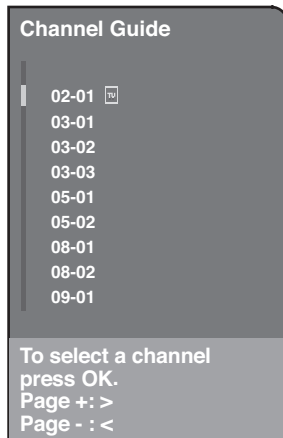 Channel Guide
02-01 TV
03-01
03-02
03-03
05-01
05-02
08-01
08-02
09-01
To select a channel
press OK.
Page +: >
Page - : <